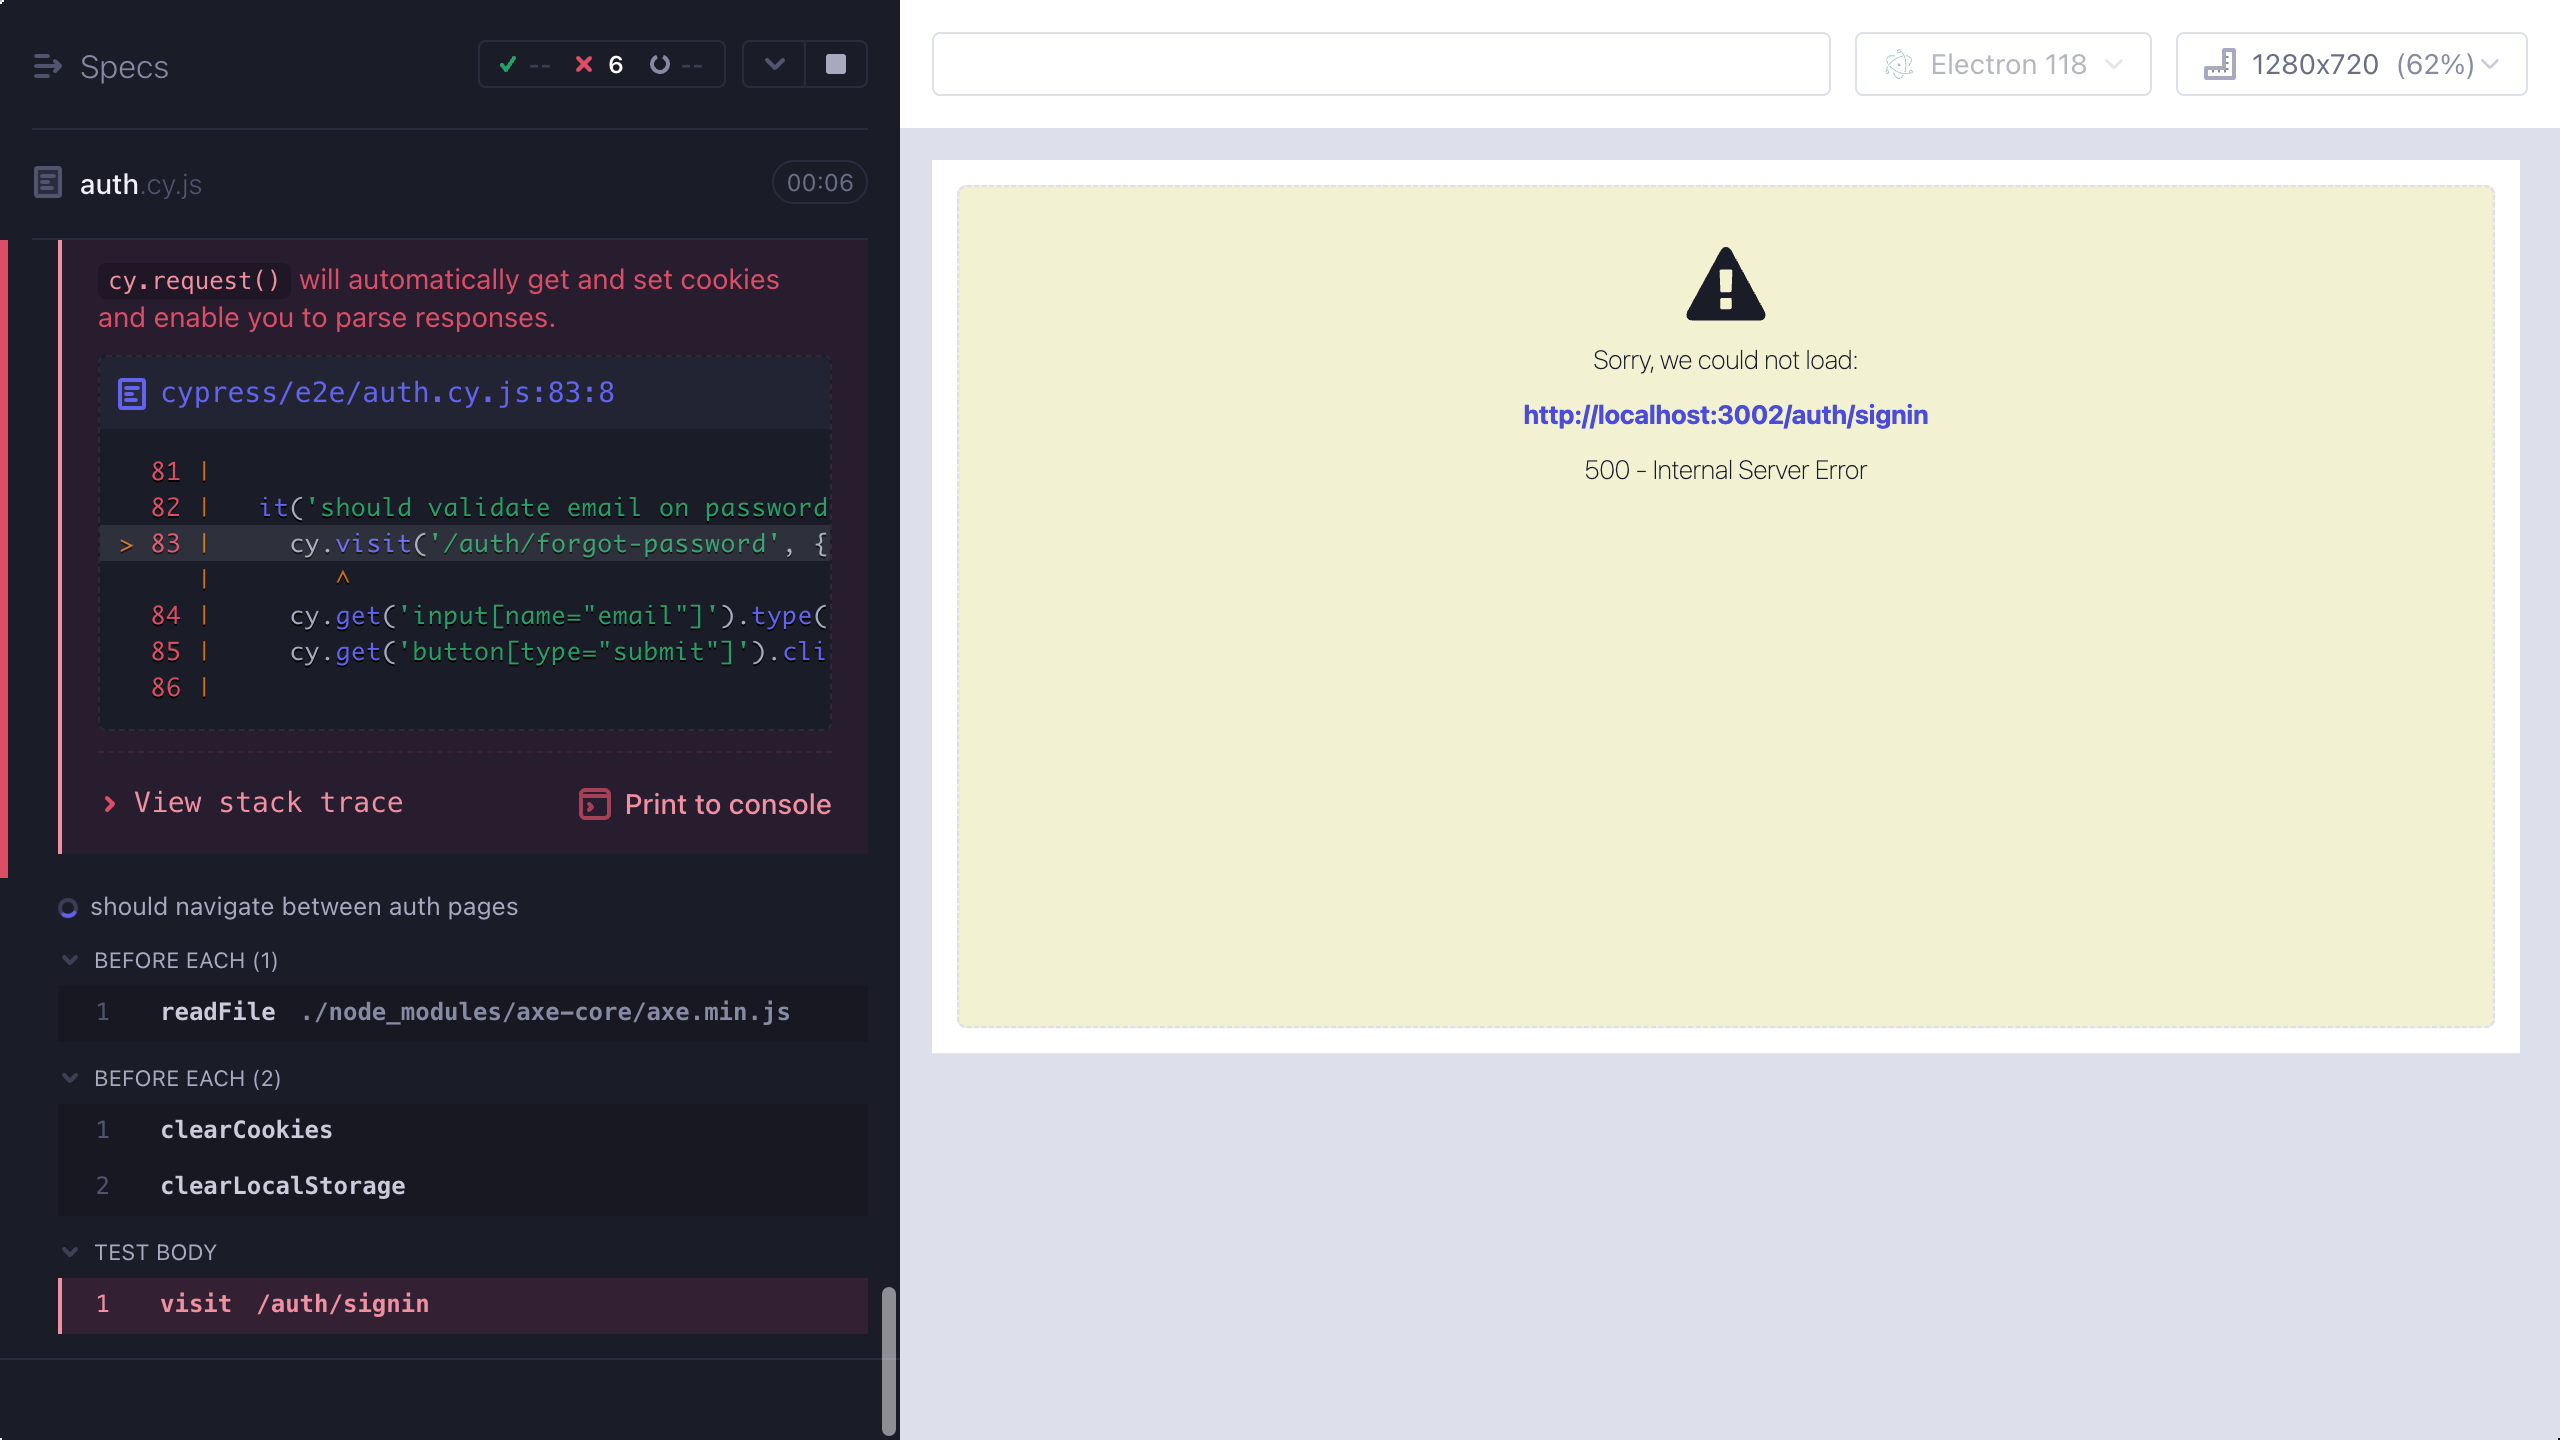 Specs
-- 6 --
auth.cy.js
00:06
cy.request() will automatically get and set cookies
and enable you to parse responses.
cypress/e2e/auth.cy.js:83:8
81 |
82 |   it('should validate email on password
> 83 |     cy.visit('/auth/forgot-password', {
|        ^
84 |     cy.get('input[name="email"]').type(
85 |     cy.get('button[type="submit"]').cli
86 |
View stack trace
Print to console
should navigate between auth pages
BEFORE EACH (1)
1 readFile ./node_modules/axe-core/axe.min.js
BEFORE EACH (2)
1 clearCookies
2 clearLocalStorage
TEST BODY
1 visit /auth/signin
Electron 118
1280x720 (62%)
Sorry, we could not load:
http://localhost:3002/auth/signin
500 - Internal Server Error